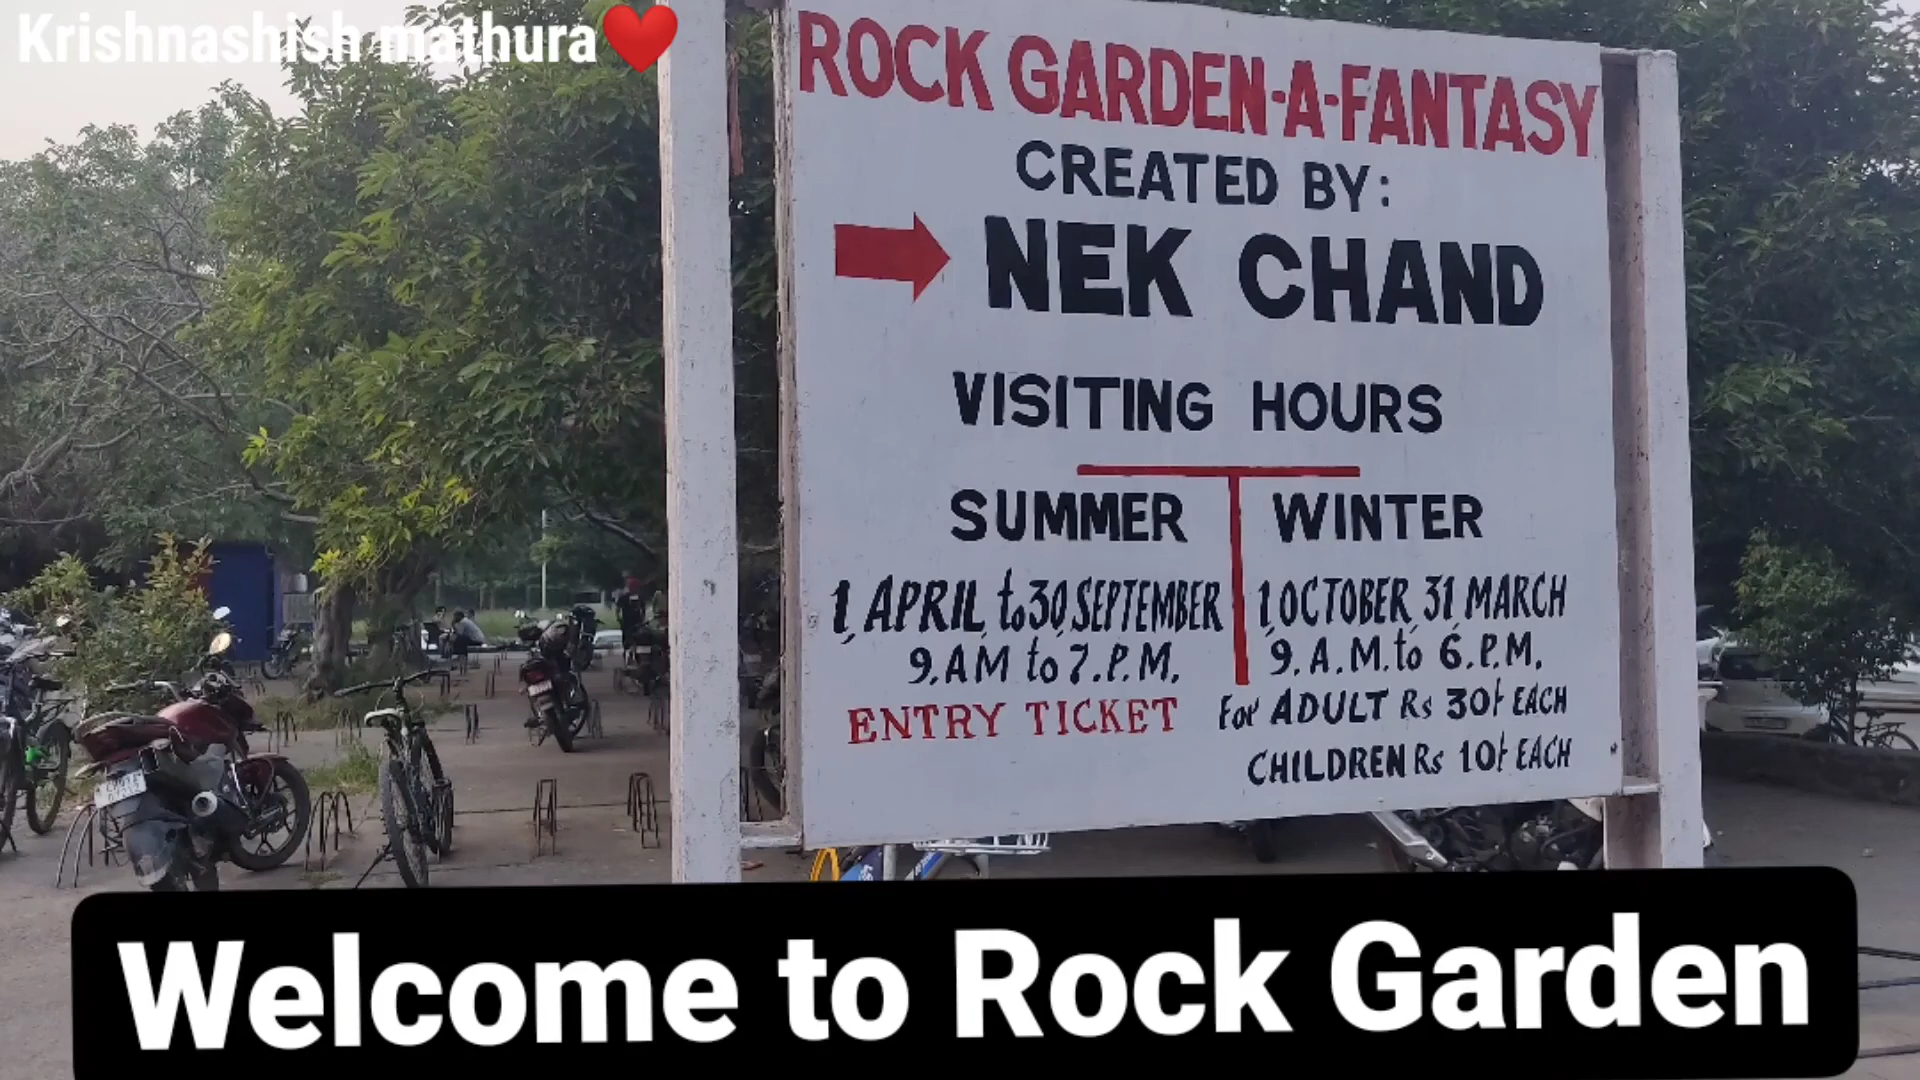 Krishnashish mathura❤️
ROCK GARDEN-A-FANTASY
CREATED BY:
NEK CHAND
VISITING HOURS
SUMMER
1, APRIL, to 30, SEPTEMBER
9.AM to 7.P.M.
WINTER
1,OCTOBER, 31, MARCH
9.A.M.to 6.P.M.
ENTRY TICKET For ADULT Rs 30/- EACH
CHILDREN Rs 10/- EACH
Welcome to Rock Garden